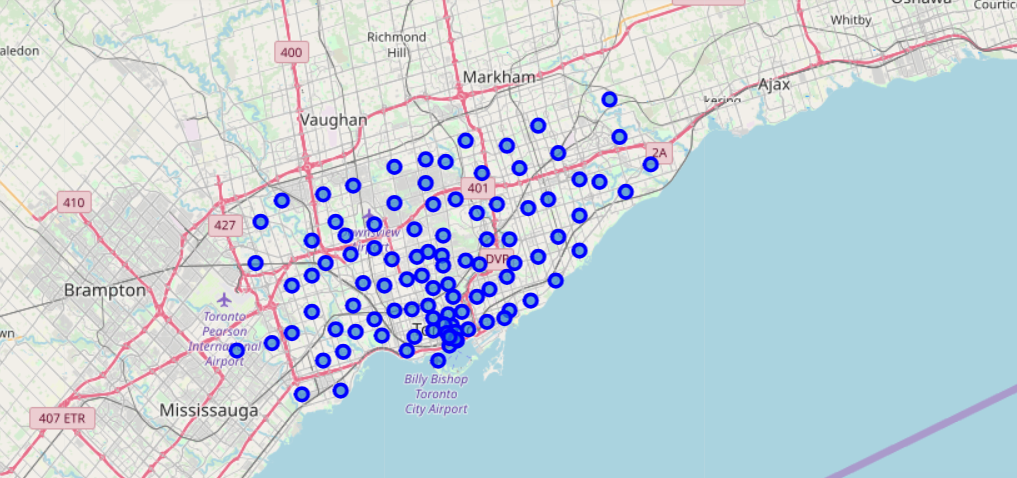 Oshawa
Courtice
Whitby
Richmond
Hill
400
Markham
Ajax
Vaughan
2A
401
410
427
DVP
Brampton
Toronto
Pearson
International
Airport
Billy Bishop
Toronto
City Airport
Mississauga
407 ETR